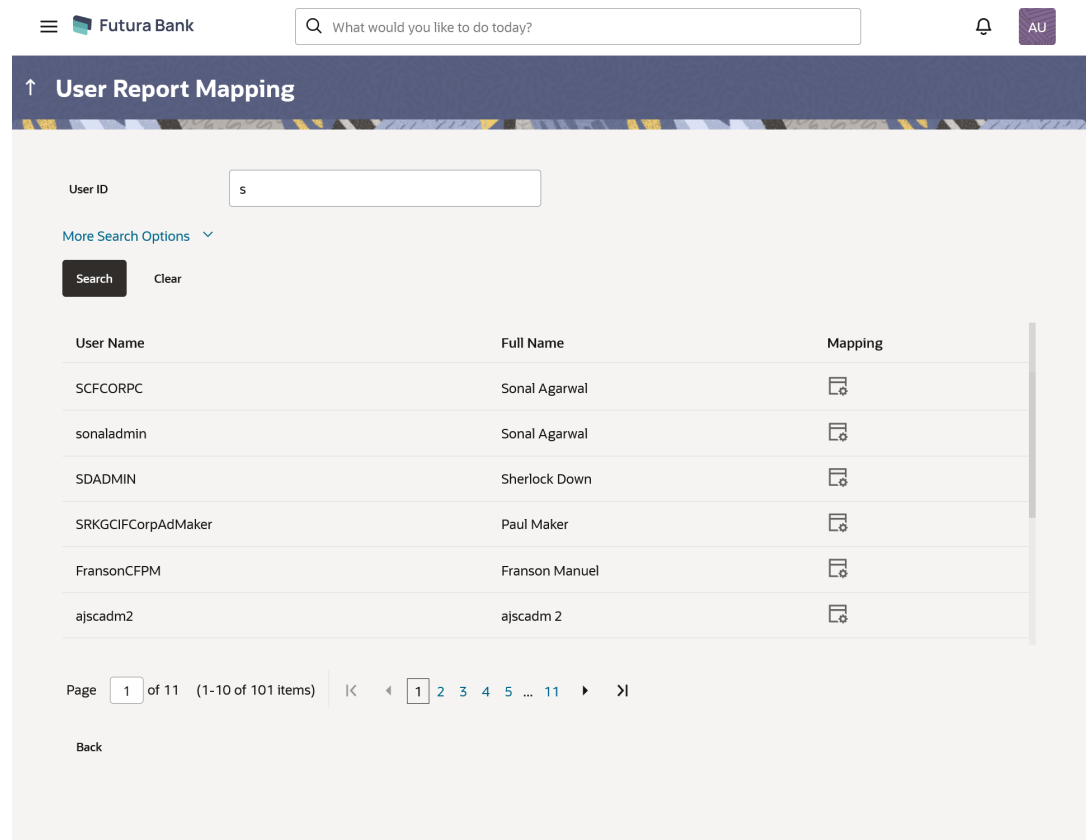 Futura Bank
What would you like to do today?
AU
User Report Mapping
User ID
s
More Search Options
Search Clear
User Name Full Name Mapping
SCFCORPC Sonal Agarwal
sonaladmin Sonal Agarwal
SDADMIN Sherlock Down
SRKGCIFCorpAdMaker Paul Maker
FransonCFPM Franson Manuel
ajscadm2 ajscadm 2
Page 1 of 11 (1-10 of 101 items) 1 2 3 4 5 ... 11
Back